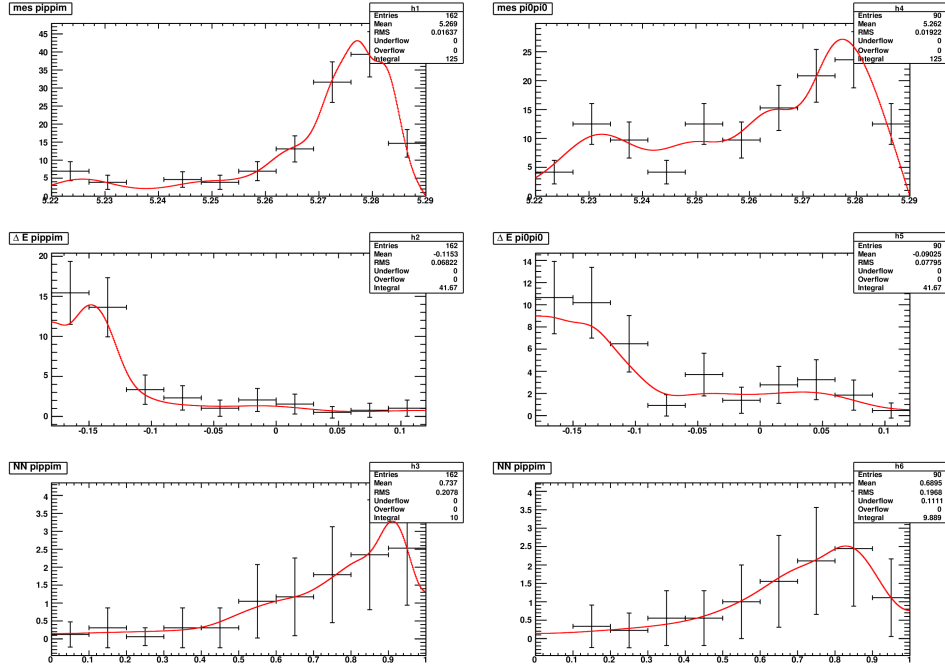 mes pippim
h1
Entries 162
Mean 5.269
RMS 0.01637
Underflow 0
Overflow 0
Integral 125
45
40
35
30
25
20
15
10
5
0
5.22 5.23 5.24 5.25 5.26 5.27 5.28 5.29
mes pi0pi0
h4
Entries 90
Mean 5.262
RMS 0.01922
Underflow 0
Overflow 0
Integral 125
25
20
15
10
5
0
5.22 5.23 5.24 5.25 5.26 5.27 5.28 5.29
Δ E pippim
h2
Entries 162
Mean -0.1153
RMS 0.06822
Underflow 0
Overflow 0
Integral 41.67
20
15
10
5
0
-0.15 -0.1 -0.05 0 0.05 0.1
Δ E pi0pi0
h5
Entries 90
Mean -0.09025
RMS 0.07795
Underflow 0
Overflow 0
Integral 41.67
14
12
10
8
6
4
2
0
-0.15 -0.1 -0.05 0 0.05 0.1
NN pippim
h3
Entries 162
Mean 0.737
RMS 0.2078
Underflow 0
Overflow 0
Integral 10
4
3.5
3
2.5
2
1.5
1
0.5
0
0 0.1 0.2 0.3 0.4 0.5 0.6 0.7 0.8 0.9 1
NN pippim
h6
Entries 90
Mean 0.6895
RMS 0.1968
Underflow 0.1111
Overflow 0
Integral 9.889
4
3.5
3
2.5
2
1.5
1
0.5
0
0 0.1 0.2 0.3 0.4 0.5 0.6 0.7 0.8 0.9 1